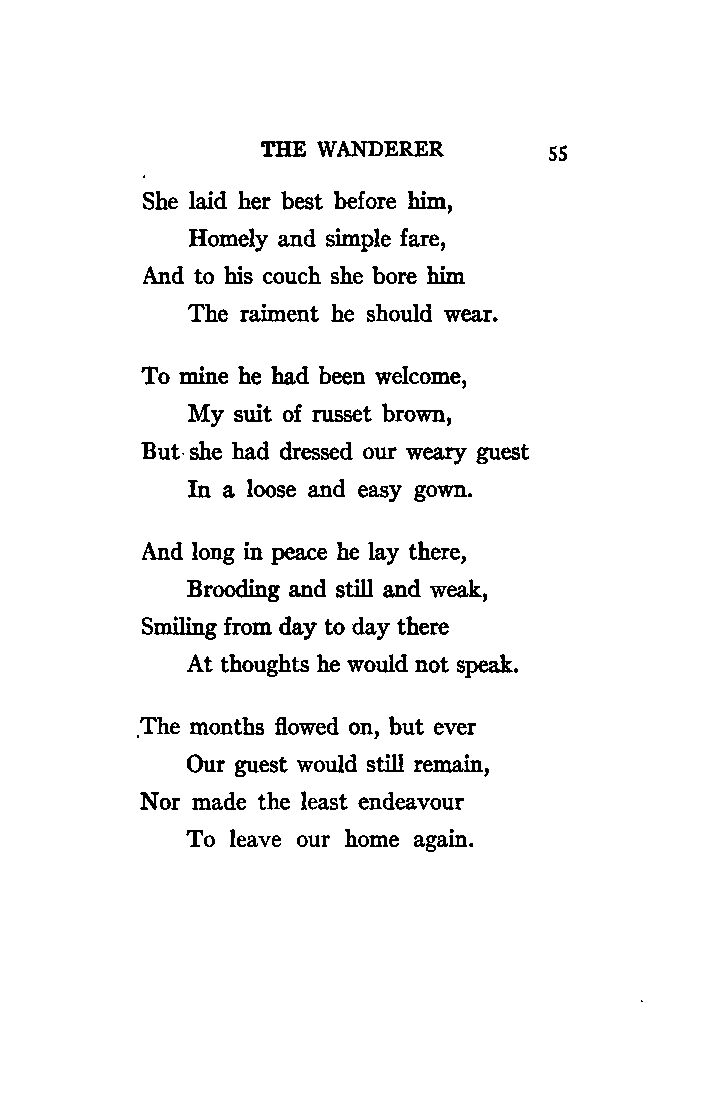 THE WANDERER 55
She laid her best before him,
Homely and simple fare,
And to his couch she bore him
The raiment he should wear.
To mine he had been welcome,
My suit of russet brown,
But she had dressed our weary guest
In a loose and easy gown.
And long in peace he lay there,
Brooding and still and weak,
Smiling from day to day there
At thoughts he would not speak.
The months flowed on, but ever
Our guest would still remain,
Nor made the least endeavour
To leave our home again.